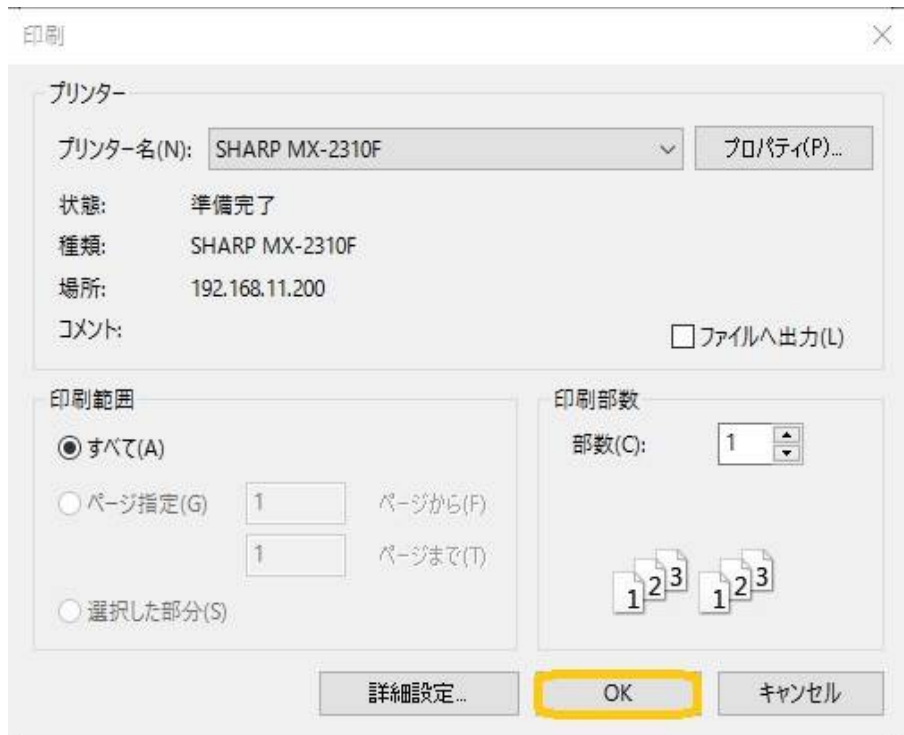 印刷
プリンター
プリンター名(N): SHARP MX-2310F プロパティ(P)...
状態: 準備完了
種類: SHARP MX-2310F
場所: 192.168.11.200
コメント:
ファイルへ出力(L)
印刷範囲
すべて(A)
ページ指定(G) 1 ページから(F)
1 ページまで(T)
選択した部分(S)
印刷部数
部数(C): 1
1 2 3 1 2 3
詳細設定... OK キャンセル